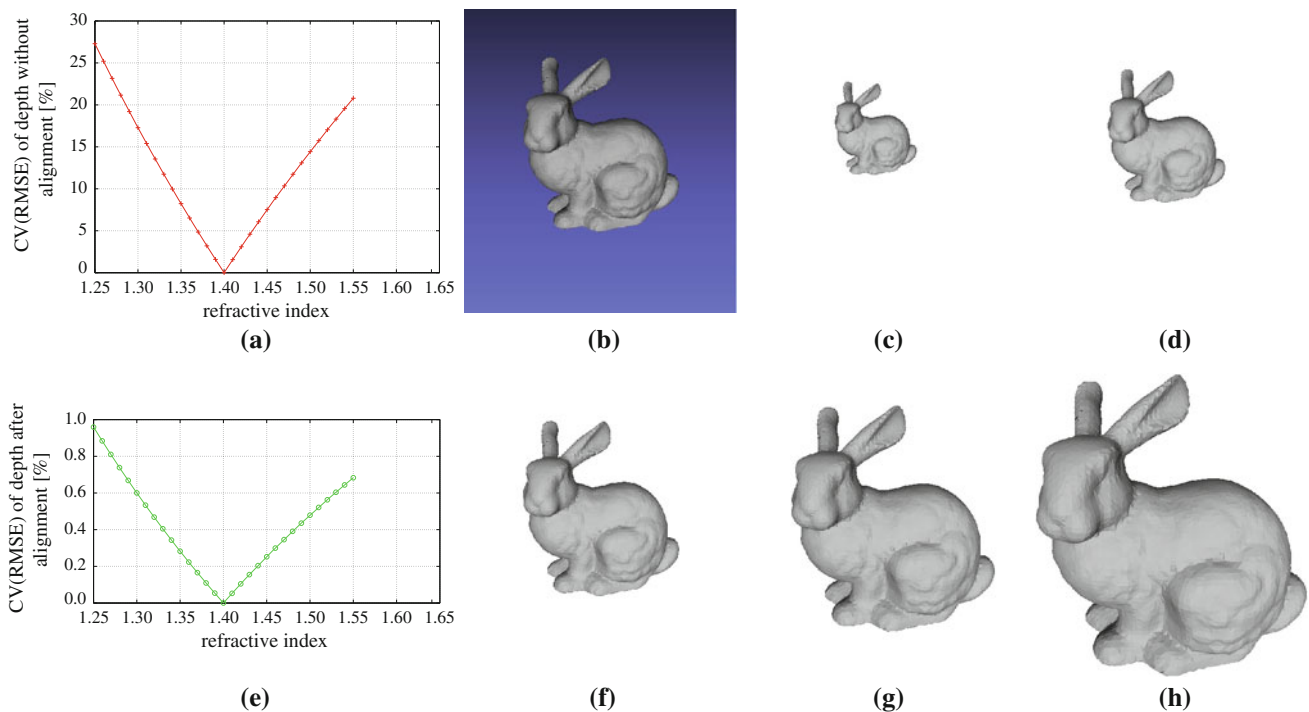 30
25
20
15
10
5
0
CV(RMSE) of depth without
alignment [%]
1.25 1.30 1.35 1.40 1.45 1.50 1.55 1.60 1.65
refractive index
(a)
(b)
(c)
(d)
1.0
0.8
0.6
0.4
0.2
0.0
CV(RMSE) of depth after
alignment [%]
1.25 1.30 1.35 1.40 1.45 1.50 1.55 1.60 1.65
refractive index
(e)
(f)
(g)
(h)